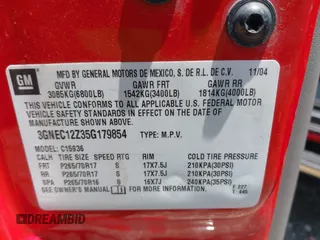 GM
MFD BY GENERAL MOTORS DE MEXICO, S. DE R.L. DE C.V. 11/04
GVWR GAWR FRT GAWR RR
3085KG(6800LB) 1542KG(3400LB) 1814KG(4000LB)
THIS VEHICLE CONFORMS TO ALL APPLICABLE U.S. FEDERAL MOTOR
VEHICLE SAFETY STANDARDS IN EFFECT ON THE DATE OF
MANUFACTURE SHOWN ABOVE.
3GNEC12Z35G179854 TYPE: M.P.V.
MODEL: C15936
CALH TIRE SIZE SPEED RTG RIM COLD TIRE PRESSURE
FRT P265/70R17 S 17X7.5J 210KPA(30PSI)
RR P265/70R17 S 17X7.5J 210KPA(30PSI)
SPA P265/70R16 S 16X7J 240KPA(35PSI)
SEE OWNER'S MANUAL FOR MORE INFORMATION.
F:227
T:445
DREAMBID